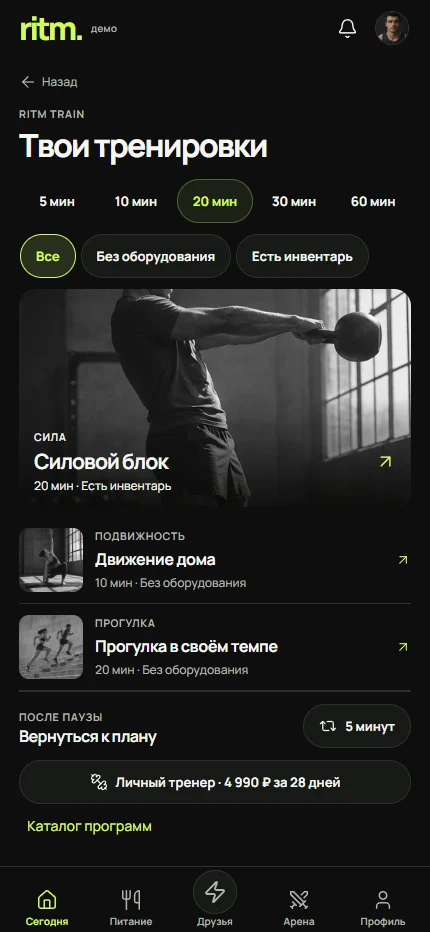 ritm. демо
Назад
RITM TRAIN
Твои тренировки
5 мин 10 мин 20 мин 30 мин 60 мин
Все Без оборудования Есть инвентарь
СИЛА
Силовой блок
20 мин · Есть инвентарь
ПОДВИЖНОСТЬ
Движение дома
10 мин · Без оборудования
ПРОГУЛКА
Прогулка в своём темпе
20 мин · Без оборудования
ПОСЛЕ ПАУЗЫ
Вернуться к плану
5 минут
Личный тренер · 4 990 ₽ за 28 дней
Каталог программ
Сегодня Питание Друзья Арена Профиль